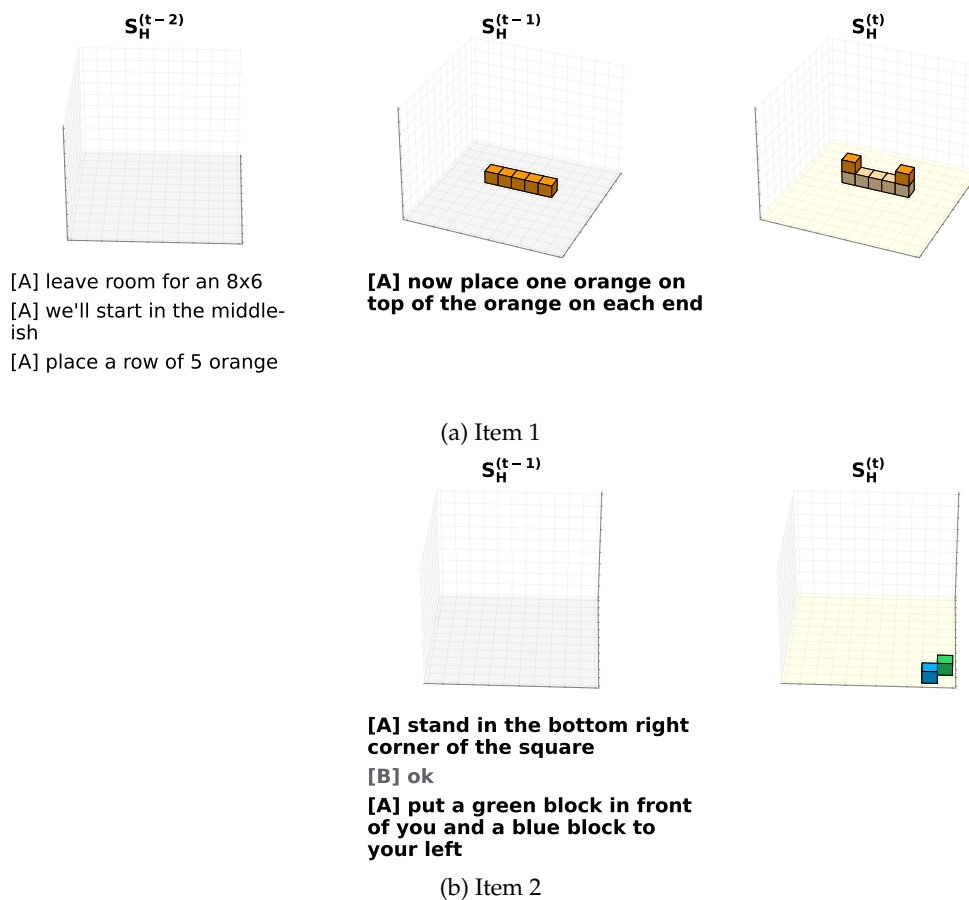 S_H^(t−2) S_H^(t−1) S_H^(t)
[A] leave room for an 8x6
[A] we'll start in the middle-
ish
[A] place a row of 5 orange
[A] now place one orange on
top of the orange on each end
(a) Item 1
S_H^(t−1) S_H^(t)
[A] stand in the bottom right
corner of the square
[B] ok
[A] put a green block in front
of you and a blue block to
your left
(b) Item 2